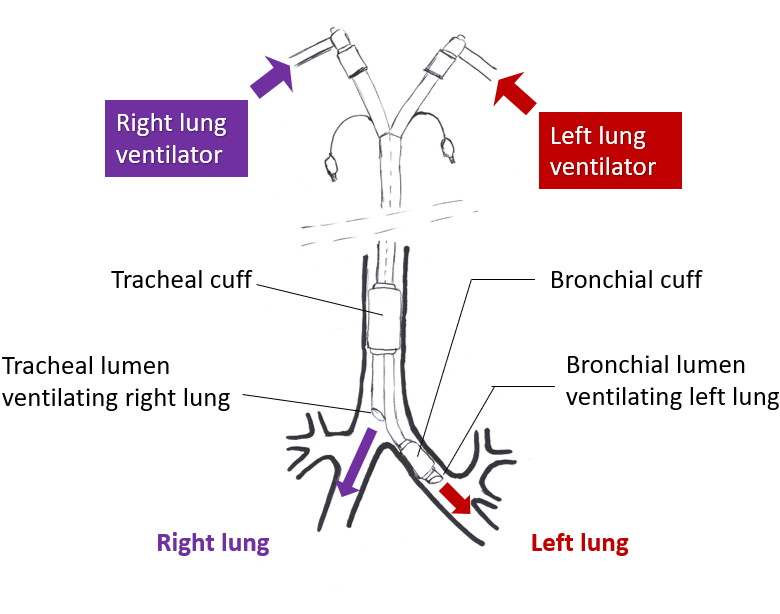 Right lung
ventilator
Left lung
ventilator
Tracheal cuff
Bronchial cuff
Tracheal lumen
ventilating right lung
Bronchial lumen
ventilating left lung
Right lung
Left lung